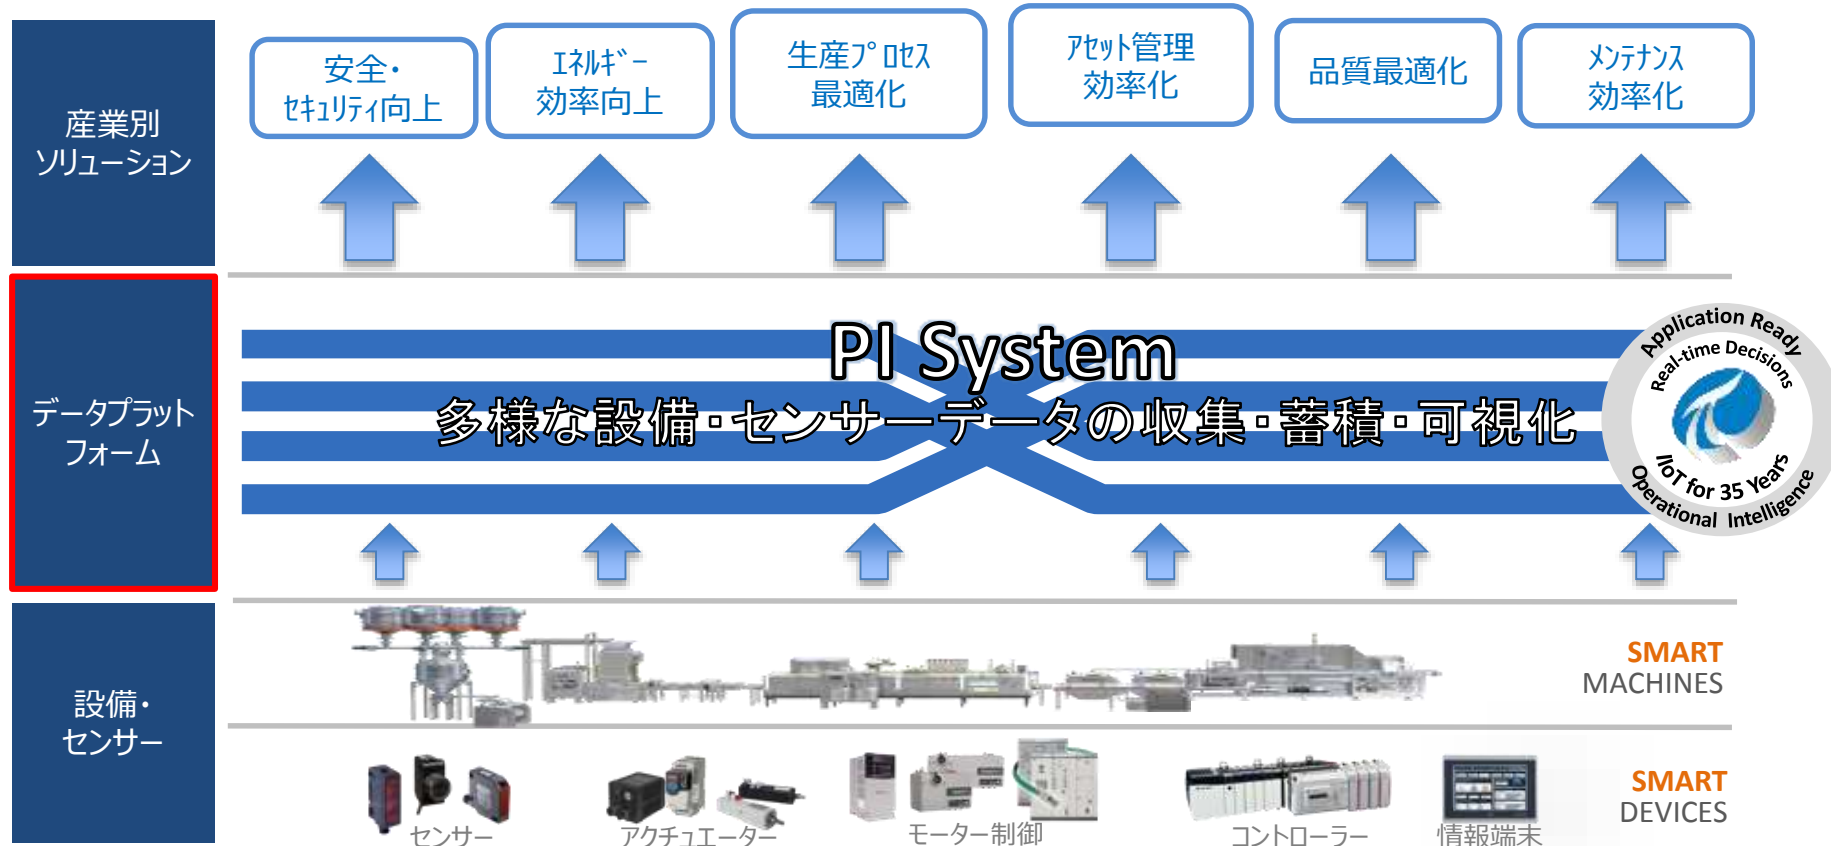 産業別
ソリューション
安全・
ｾｷｭﾘﾃｨ向上
ｴﾈﾙｷﾞｰ
効率向上
生産ﾌﾟﾛｾｽ
最適化
ｱｾｯﾄ管理
効率化
品質最適化
ﾒﾝﾃﾅﾝｽ
効率化
データプラット
フォーム
PI System
多様な設備・センサーデータの収集・蓄積・可視化
Application Ready
Real-time Decisions
IIoT for 35 Years
Operational Intelligence
設備・
センサー
SMART
MACHINES
SMART
DEVICES
センサー
アクチュエーター
モーター制御
コントローラー
情報端末